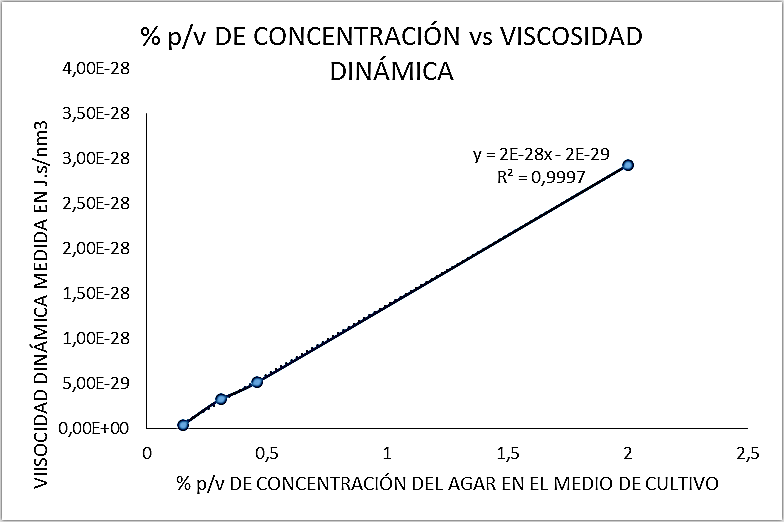 % p/v DE CONCENTRACIÓN vs VISCOSIDAD
DINÁMICA
VIISOCIDAD DINÁMICA MEDIDA EN J.s/nm3
4,00E-28
3,50E-28
3,00E-28
2,50E-28
2,00E-28
1,50E-28
1,00E-28
5,00E-29
0,00E+00
y = 2E-28x - 2E-29
R² = 0,9997
0
0,5
1
1,5
2
2,5
% p/v DE CONCENTRACIÓN DEL AGAR EN EL MEDIO DE CULTIVO